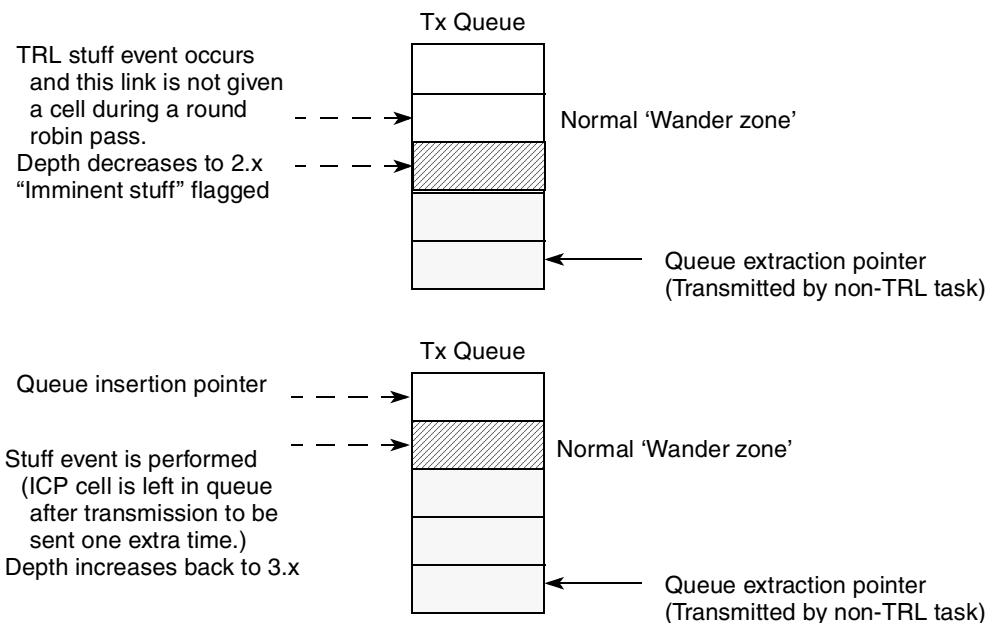 Tx Queue
TRL stuff event occurs
and this link is not given
a cell during a round
robin pass.
Depth decreases to 2.x
“Imminent stuff” flagged
Normal ‘Wander zone’
Queue extraction pointer
(Transmitted by non-TRL task)
Tx Queue
Queue insertion pointer
Normal ‘Wander zone’
Stuff event is performed
(ICP cell is left in queue
after transmission to be
sent one extra time.)
Depth increases back to 3.x
Queue extraction pointer
(Transmitted by non-TRL task)